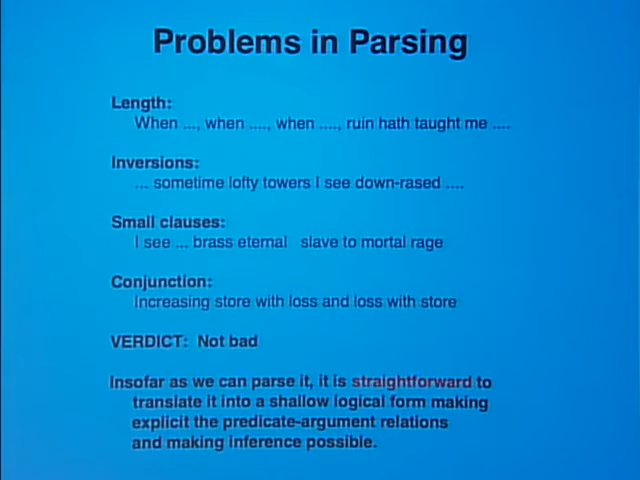 Problems in Parsing
Length:
When ..., when ...., when ...., ruin hath taught me ....
Inversions:
... sometime lofty towers I see down-rased ....
Small clauses:
I see ... brass eternal slave to mortal rage
Conjunction:
Increasing store with loss and loss with store
VERDICT: Not bad
Insofar as we can parse it, it is straightforward to
translate it into a shallow logical form making
explicit the predicate-argument relations
and making inference possible.